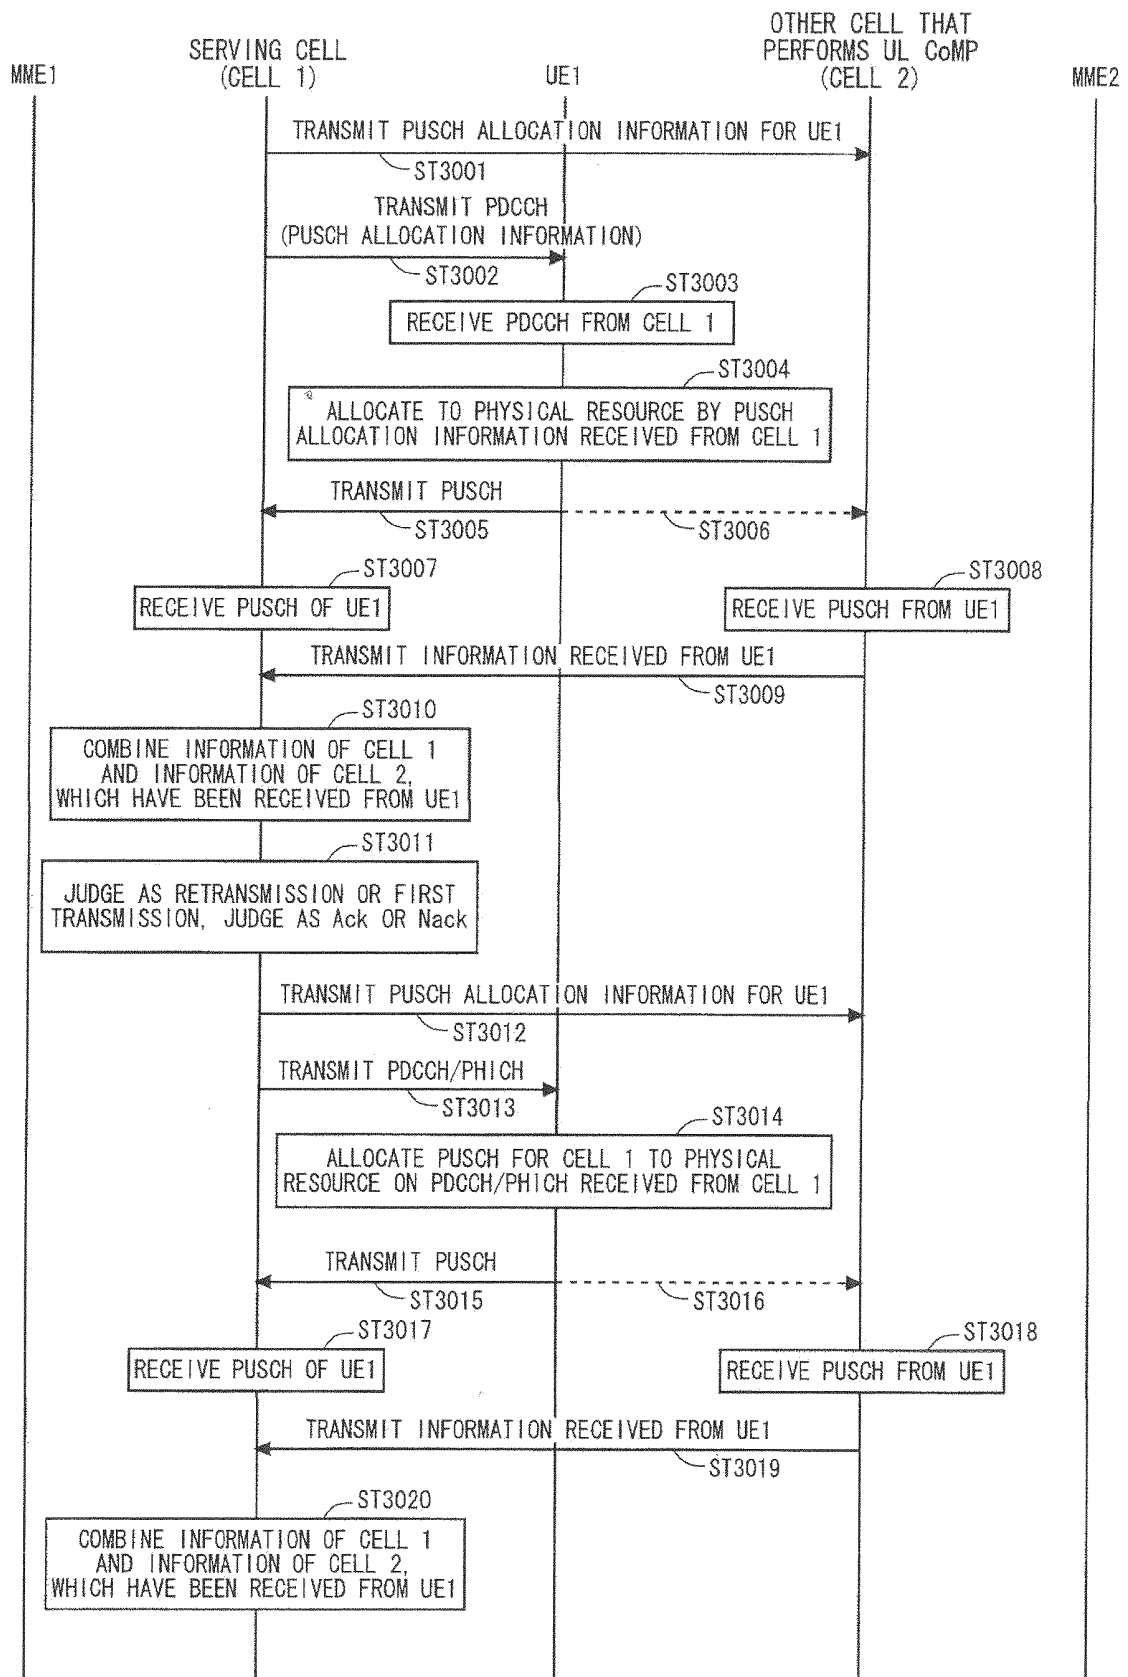 MME1
SERVING CELL
(CELL 1)
UE1
OTHER CELL THAT
PERFORMS UL CoMP
(CELL 2)
MME2
TRANSMIT PUSCH ALLOCATION INFORMATION FOR UE1
ST3001
TRANSMIT PDCCH
(PUSCH ALLOCATION INFORMATION)
ST3002
ST3003
RECEIVE PDCCH FROM CELL 1
ST3004
ALLOCATE TO PHYSICAL RESOURCE BY PUSCH
ALLOCATION INFORMATION RECEIVED FROM CELL 1
TRANSMIT PUSCH
ST3005
ST3006
ST3007
RECEIVE PUSCH OF UE1
ST3008
RECEIVE PUSCH FROM UE1
TRANSMIT INFORMATION RECEIVED FROM UE1
ST3009
ST3010
COMBINE INFORMATION OF CELL 1
AND INFORMATION OF CELL 2,
WHICH HAVE BEEN RECEIVED FROM UE1
ST3011
JUDGE AS RETRANSMISSION OR FIRST
TRANSMISSION, JUDGE AS Ack OR Nack
TRANSMIT PUSCH ALLOCATION INFORMATION FOR UE1
ST3012
TRANSMIT PDCCH/PHICH
ST3013
ST3014
ALLOCATE PUSCH FOR CELL 1 TO PHYSICAL
RESOURCE ON PDCCH/PHICH RECEIVED FROM CELL 1
TRANSMIT PUSCH
ST3015
ST3016
ST3017
RECEIVE PUSCH OF UE1
ST3018
RECEIVE PUSCH FROM UE1
TRANSMIT INFORMATION RECEIVED FROM UE1
ST3019
ST3020
COMBINE INFORMATION OF CELL 1
AND INFORMATION OF CELL 2,
WHICH HAVE BEEN RECEIVED FROM UE1